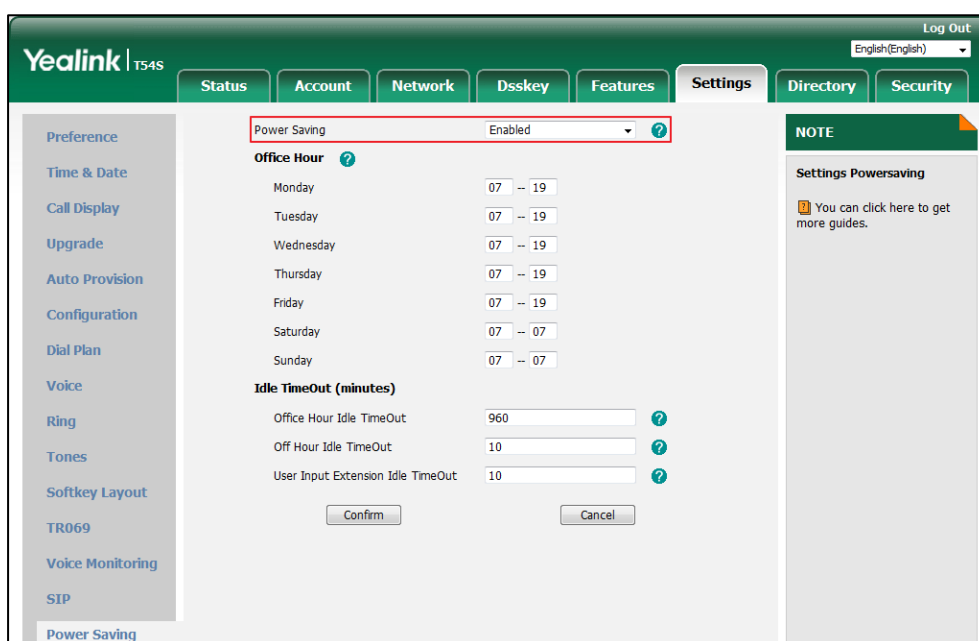 Log Out
Yealink | T54S
English(English)
Status Account Network Dsskey Features Settings Directory Security
Preference
Time & Date
Call Display
Upgrade
Auto Provision
Configuration
Dial Plan
Voice
Ring
Tones
Softkey Layout
TR069
Voice Monitoring
SIP
Power Saving
Power Saving Enabled ?
Office Hour ?
Monday 07 -- 19
Tuesday 07 -- 19
Wednesday 07 -- 19
Thursday 07 -- 19
Friday 07 -- 19
Saturday 07 -- 07
Sunday 07 -- 07
Idle TimeOut (minutes)
Office Hour Idle TimeOut 960 ?
Off Hour Idle TimeOut 10 ?
User Input Extension Idle TimeOut 10 ?
Confirm Cancel
NOTE
Settings Powersaving
? You can click here to get
more guides.